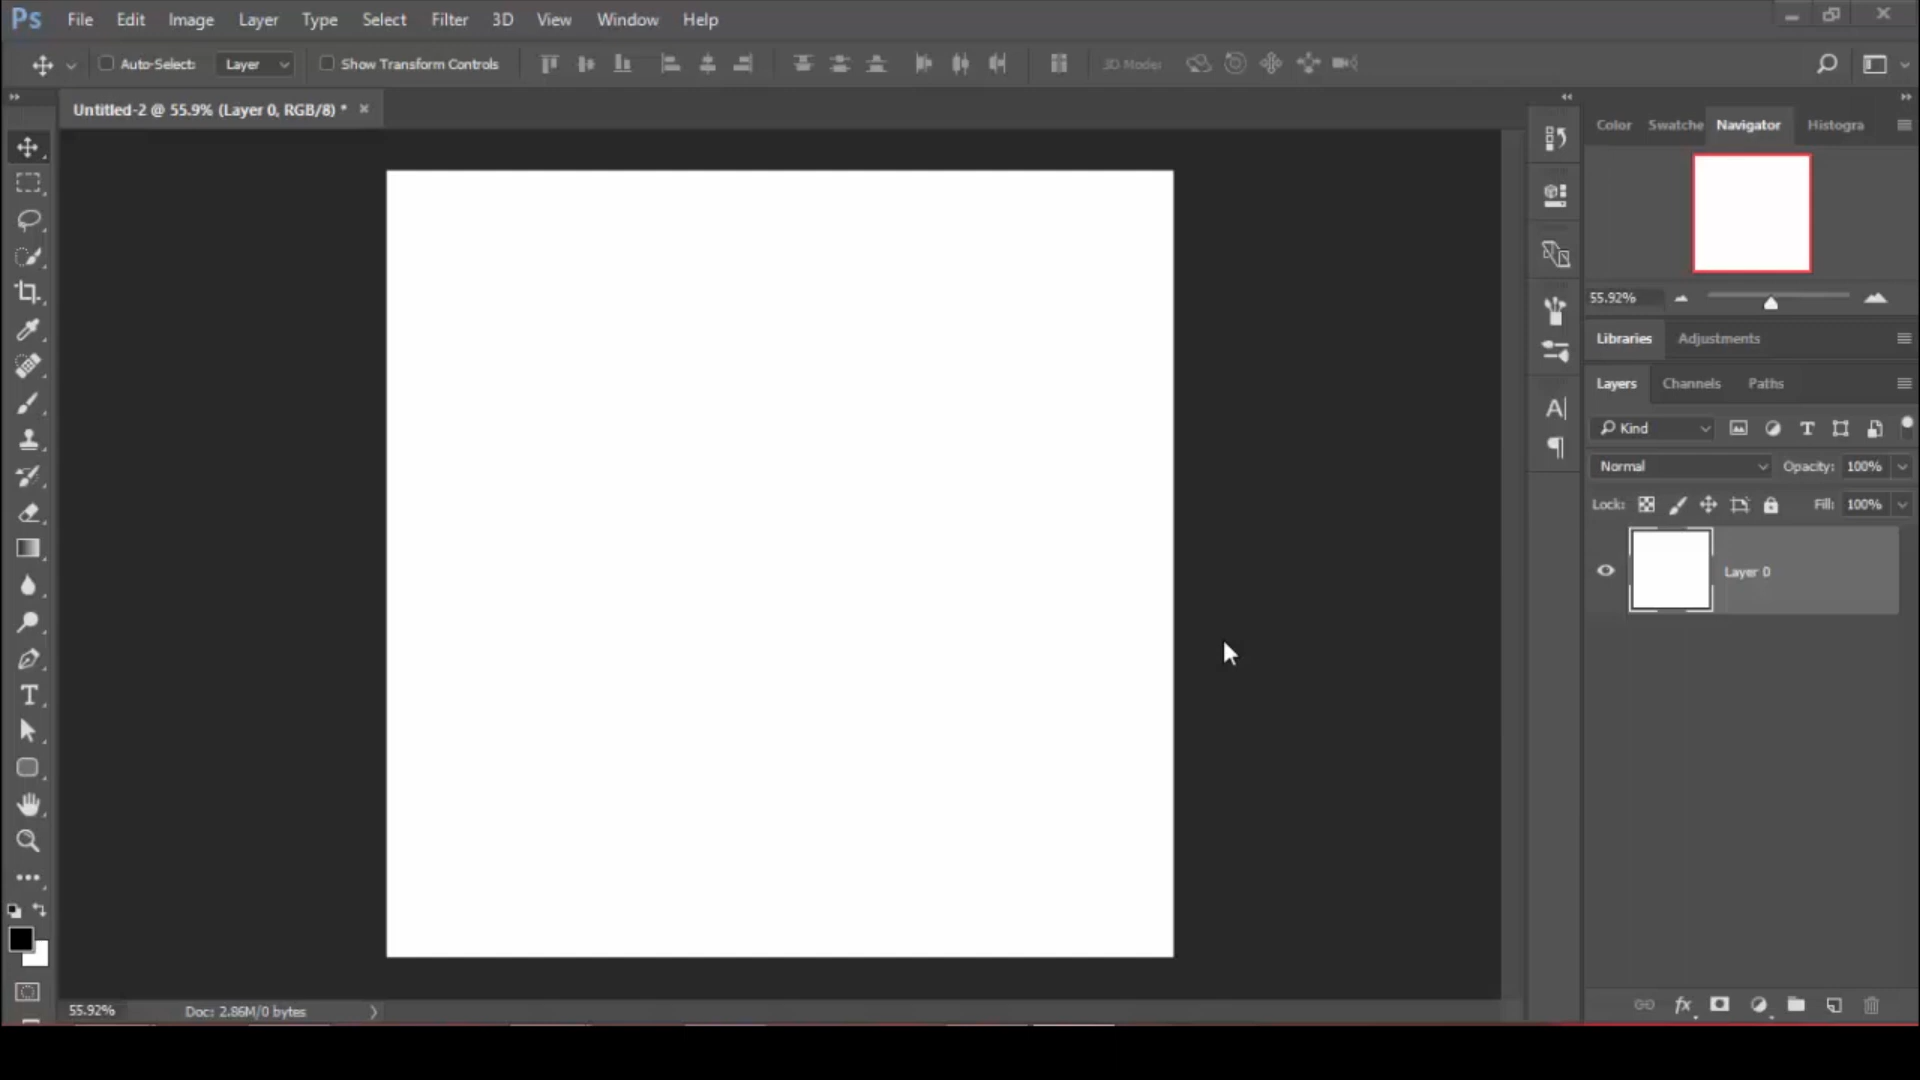 Ps File Edit Image Layer Type Select Filter 3D View Window Help
Auto-Select: Layer Show Transform Controls 3D Mode:
Untitled-2 @ 55.9% (Layer 0, RGB/8) *
Color Swatche Navigator Histogra
55.92%
Libraries Adjustments
Layers Channels Paths
Kind
Normal Opacity: 100%
Lock: Fill: 100%
Layer 0
55.92% Doc: 2.86M/0 bytes